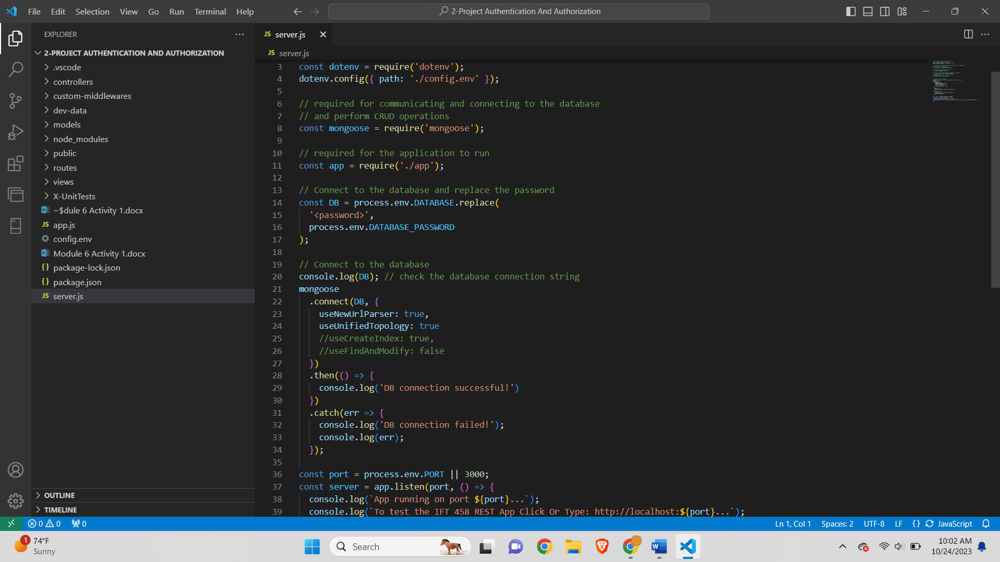 File Edit Selection View Go Run Terminal Help
2-Project Authentication And Authorization
EXPLORER
2-PROJECT AUTHENTICATION AND AUTHORIZATION
.vscode
controllers
custom-middlewares
dev-data
models
node_modules
public
routes
views
X-UnitTests
~$dule 6 Activity 1.docx
JS app.js
config.env
Module 6 Activity 1.docx
{} package-lock.json
{} package.json
JS server.js
OUTLINE
TIMELINE
JS server.js
JS server.js
3 const dotenv = require('dotenv');
4 dotenv.config({ path: './config.env' });
5
6 // required for communicating and connecting to the database
7 // and perform CRUD operations
8 const mongoose = require('mongoose');
9
10 // required for the application to run
11 const app = require('./app');
12
13 // Connect to the database and replace the password
14 const DB = process.env.DATABASE.replace(
15 '<password>',
16 process.env.DATABASE_PASSWORD
17 );
18
19 // Connect to the database
20 console.log(DB); // check the database connection string
21 mongoose
22 .connect(DB, {
23 useNewUrlParser: true,
24 useUnifiedTopology: true
25 //useCreateIndex: true,
26 //useFindAndModify: false
27 })
28 .then(() => {
29 console.log('DB connection successful!')
30 })
31 .catch(err => {
32 console.log('DB connection failed!');
33 console.log(err);
34 });
35
36 const port = process.env.PORT || 3000;
37 const server = app.listen(port, () => {
38 console.log(`App running on port ${port}...`);
39 console.log(`To test the IFT 458 REST App Click Or Type: http://localhost:${port}...`);
0 0 0
Ln 1, Col 1 Spaces: 2 UTF-8 LF {} JavaScript
1
74°F
Sunny
Search
10:02 AM
10/24/2023